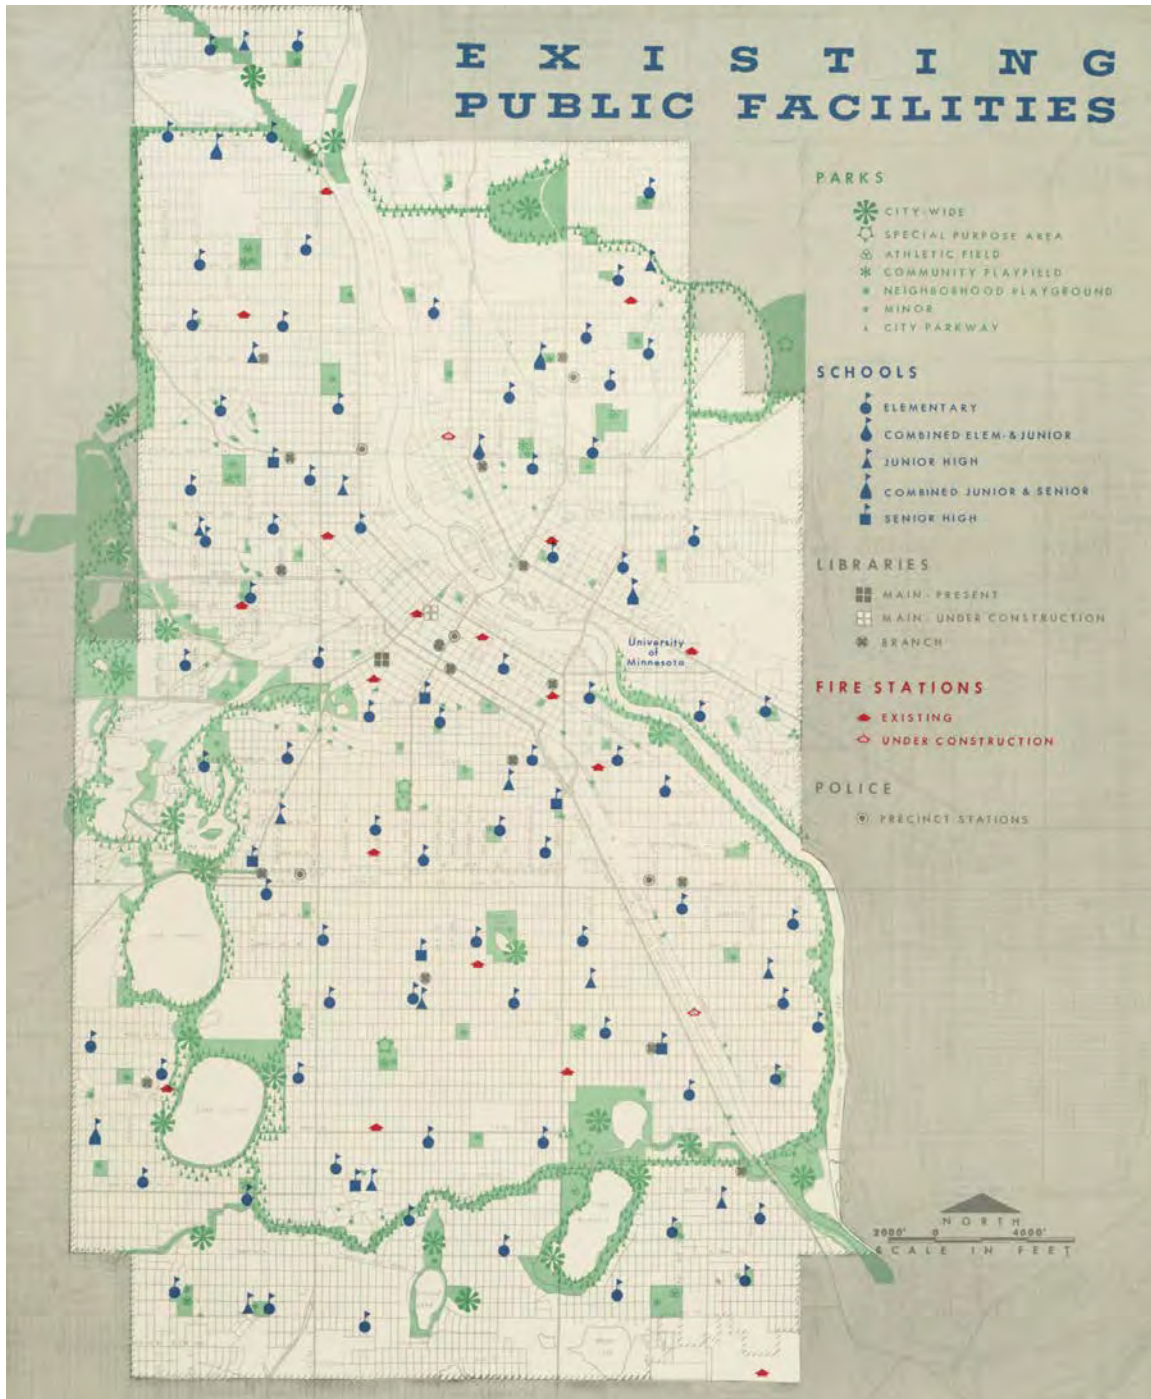 EXISTING
PUBLIC FACILITIES
PARKS
CITY-WIDE
SPECIAL PURPOSE AREA
ATHLETIC FIELD
COMMUNITY PLAYFIELD
NEIGHBORHOOD PLAYGROUND
MINOR
CITY PARKWAY
SCHOOLS
ELEMENTARY
COMBINED ELEM-&JUNIOR
JUNIOR HIGH
COMBINED JUNIOR & SENIOR
SENIOR HIGH
LIBRARIES
MAIN-PRESENT
MAIN-UNDER CONSTRUCTION
BRANCH
University
of
Minnesota
FIRE STATIONS
EXISTING
UNDER CONSTRUCTION
POLICE
PRECINCT STATIONS
NORTH
2000' 0 4000'
SCALE IN FEET